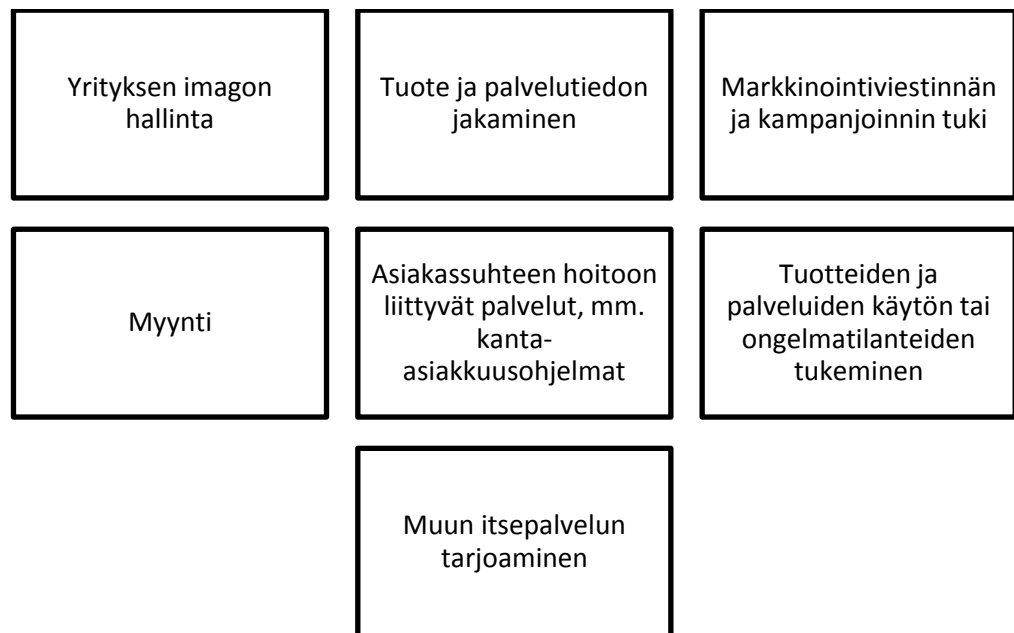 Yrityksen imagon
hallinta
Tuote ja palvelutiedon
jakaminen
Markkinointiviestinnän
ja kampanjoinnin tuki
Myynti
Asiakassuhteen hoitoon
liittyvät palvelut, mm.
kanta-
asiakkuusohjelmat
Tuotteiden ja
palveluiden käytön tai
ongelmatilanteiden
tukeminen
Muun itsepalvelun
tarjoaminen